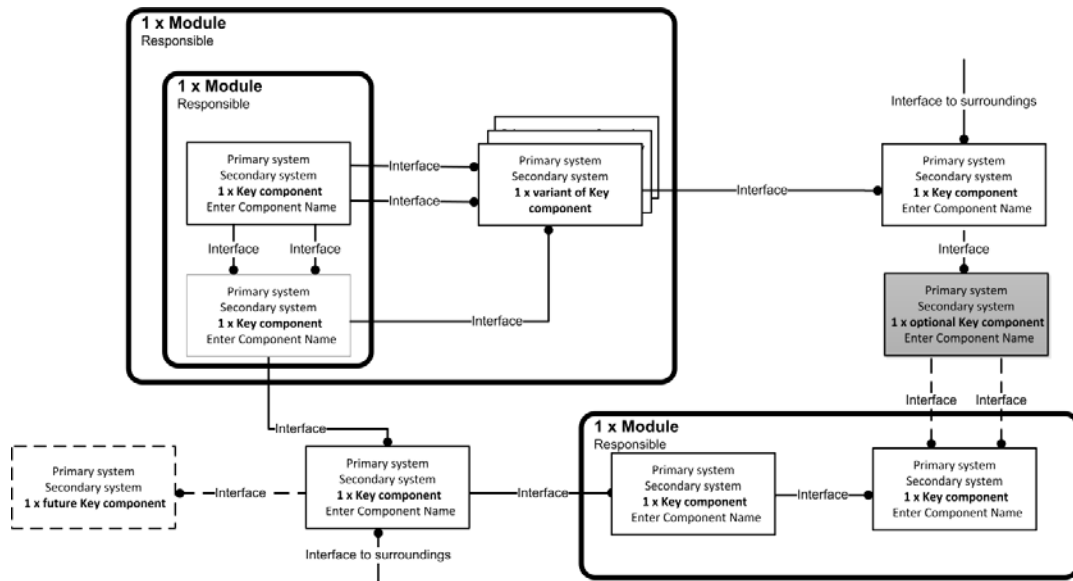 1 x Module
Responsible
1 x Module
Responsible
Primary system
Secondary system
1 x Key component
Enter Component Name
Interface
Interface
Primary system
Secondary system
1 x variant of Key
component
Interface
Interface to surroundings
Primary system
Secondary system
1 x Key component
Enter Component Name
Interface
Interface
Primary system
Secondary system
1 x Key component
Enter Component Name
Interface
Interface
Primary system
Secondary system
1 x optional Key component
Enter Component Name
Interface
Interface
Interface
1 x Module
Responsible
Primary system
Secondary system
1 x future Key component
Interface
Primary system
Secondary system
1 x Key component
Enter Component Name
Interface
Primary system
Secondary system
1 x Key component
Enter Component Name
Interface
Primary system
Secondary system
1 x Key component
Enter Component Name
Interface to surroundings